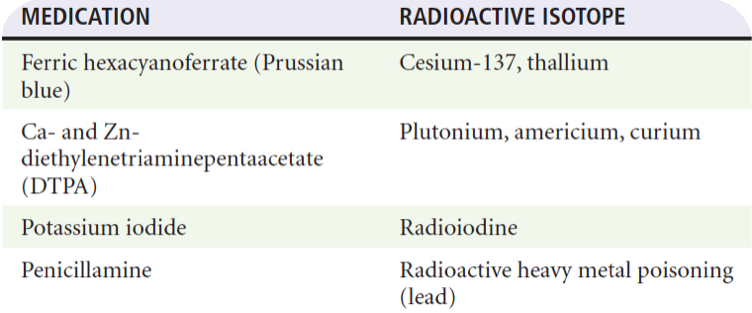 MEDICATION RADIOACTIVE ISOTOPE
Ferric hexacyanoferrate (Prussian Cesium-137, thallium
blue)
Ca- and Zn- Plutonium, americium, curium
diethylenetriaminepentaacetate
(DTPA)
Potassium iodide Radioiodine
Penicillamine Radioactive heavy metal poisoning
(lead)